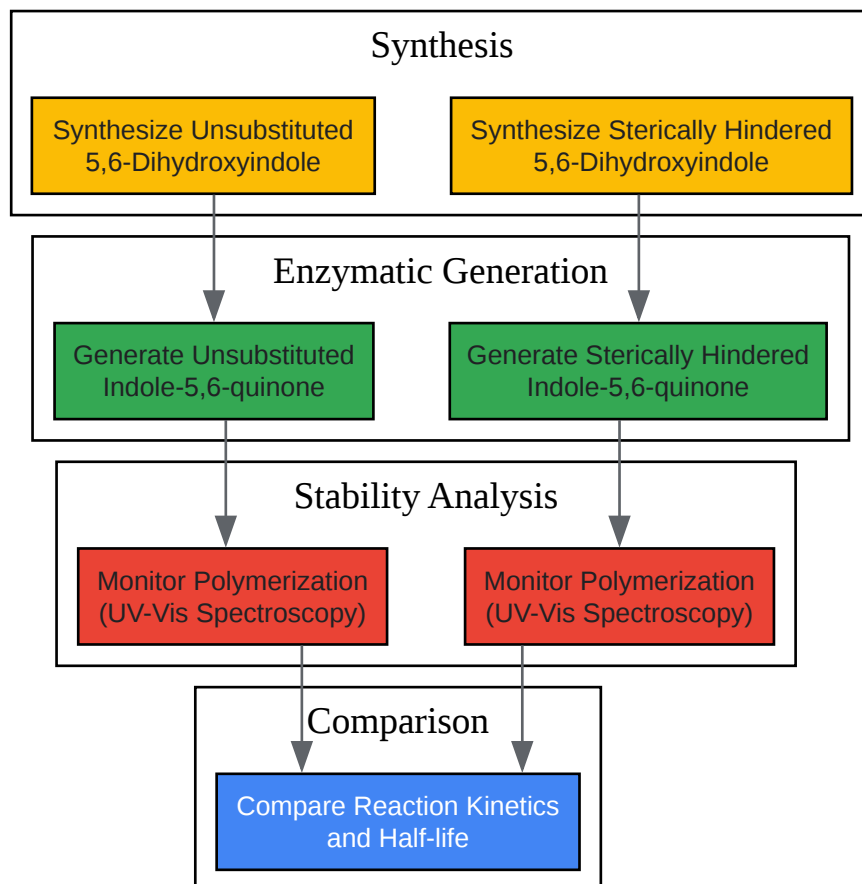 Synthesis
Synthesize Unsubstituted
5,6-Dihydroxyindole
Synthesize Sterically Hindered
5,6-Dihydroxyindole
Enzymatic Generation
Generate Unsubstituted
Indole-5,6-quinone
Generate Sterically Hindered
Indole-5,6-quinone
Stability Analysis
Monitor Polymerization
(UV-Vis Spectroscopy)
Monitor Polymerization
(UV-Vis Spectroscopy)
Comparison
Compare Reaction Kinetics
and Half-life